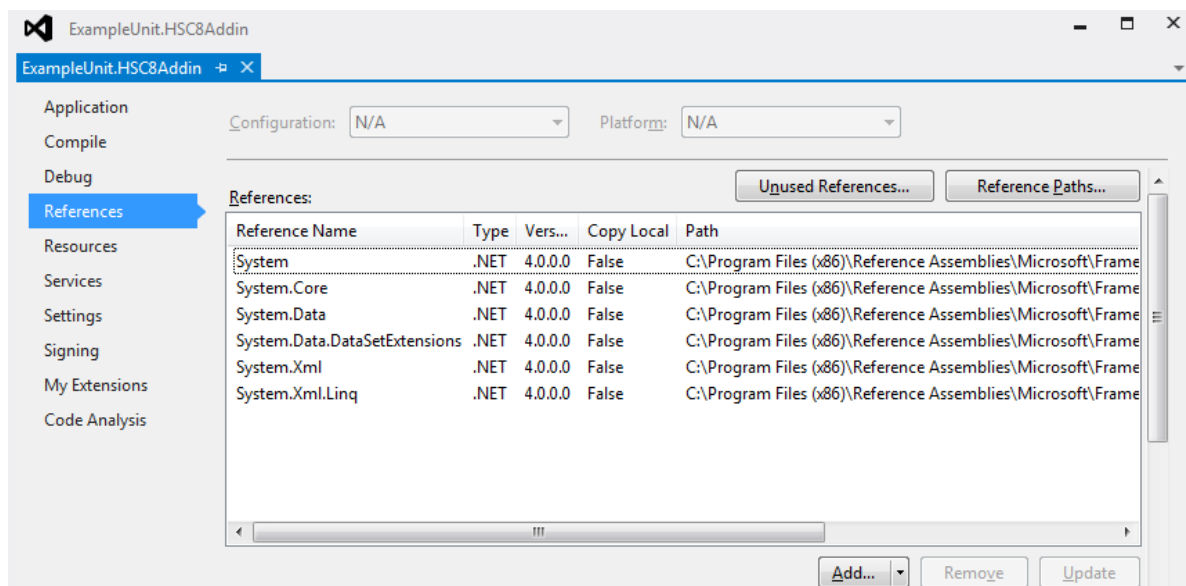 ExampleUnit.HSC8Addin
ExampleUnit.HSC8Addin
Application
Compile
Debug
References
Resources
Services
Settings
Signing
My Extensions
Code Analysis
Configuration: N/A Platform: N/A
Unused References... Reference Paths...
References:
Reference Name Type Vers... Copy Local Path
System .NET 4.0.0.0 False C:\Program Files (x86)\Reference Assemblies\Microsoft\Frame
System.Core .NET 4.0.0.0 False C:\Program Files (x86)\Reference Assemblies\Microsoft\Frame
System.Data .NET 4.0.0.0 False C:\Program Files (x86)\Reference Assemblies\Microsoft\Frame
System.Data.DataSetExtensions .NET 4.0.0.0 False C:\Program Files (x86)\Reference Assemblies\Microsoft\Frame
System.Xml .NET 4.0.0.0 False C:\Program Files (x86)\Reference Assemblies\Microsoft\Frame
System.Xml.Linq .NET 4.0.0.0 False C:\Program Files (x86)\Reference Assemblies\Microsoft\Frame
Add... Remove Update